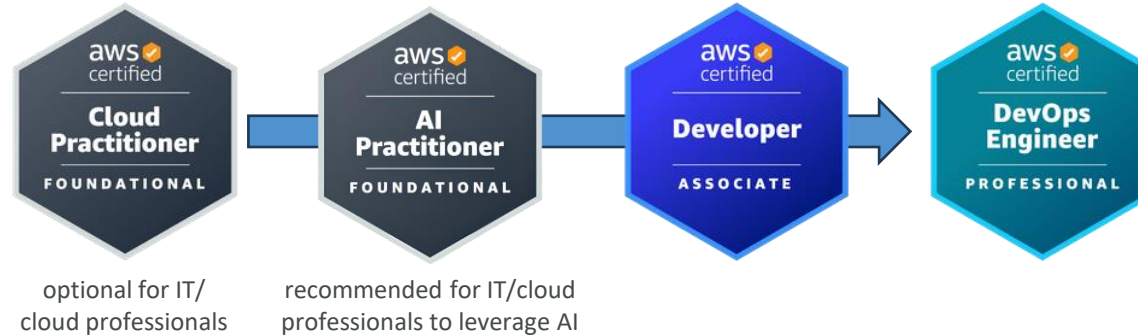 aws
certified
Cloud
Practitioner
FOUNDATIONAL
aws
certified
AI
Practitioner
FOUNDATIONAL
aws
certified
Developer
ASSOCIATE
aws
certified
DevOps
Engineer
PROFESSIONAL
optional for IT/
cloud professionals
recommended for IT/cloud
professionals to leverage AI